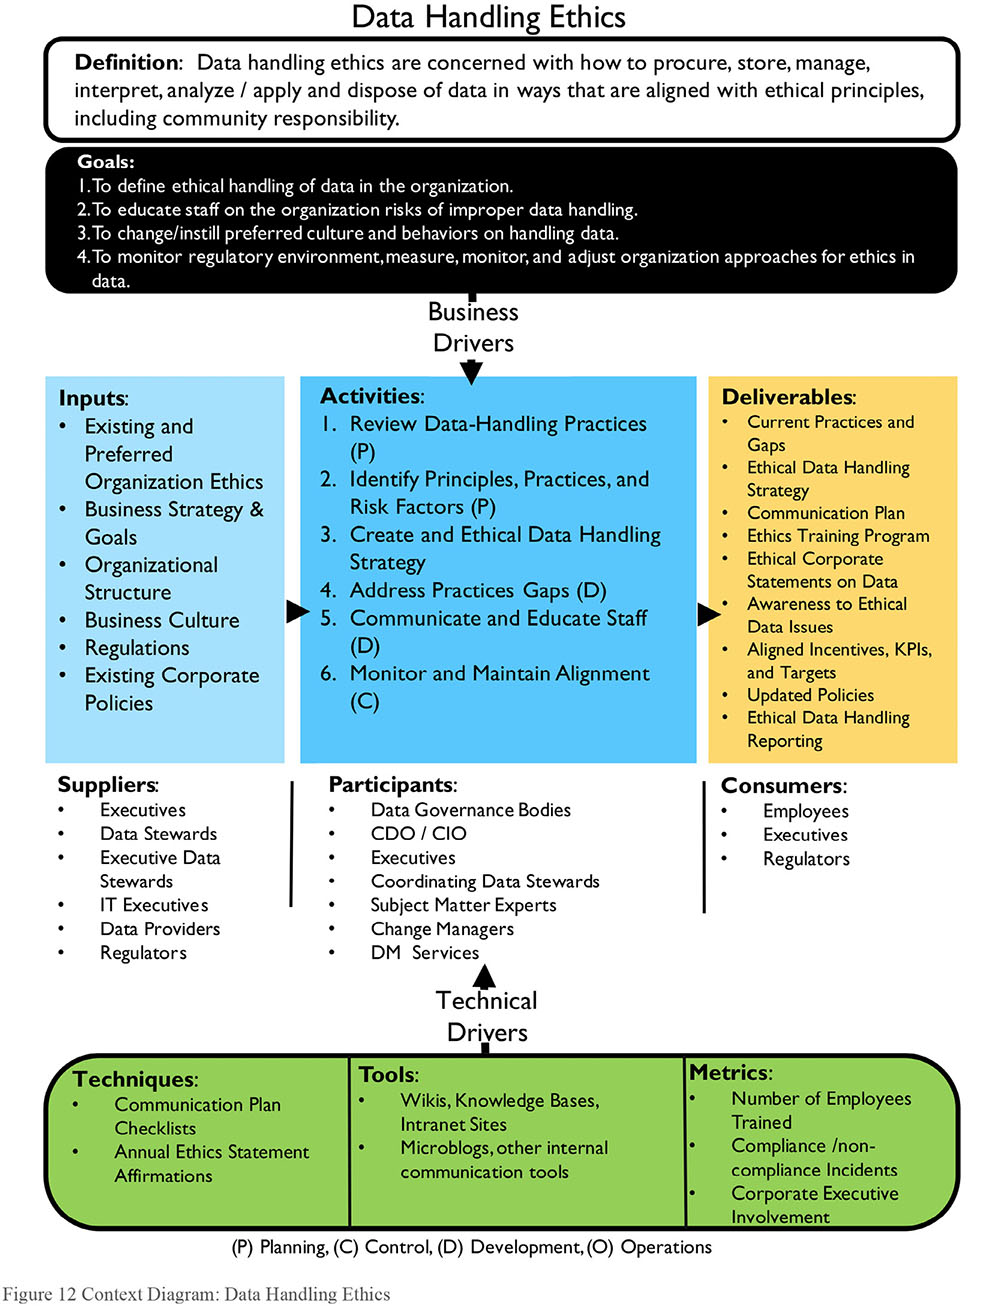 Data Handling Ethics
Definition: Data handling ethics are concerned with how to procure, store, manage,
interpret, analyze / apply and dispose of data in ways that are aligned with ethical principles,
including community responsibility.
Goals:
1.To define ethical handling of data in the organization.
2.To educate staff on the organization risks of improper data handling.
3.To change/instill preferred culture and behaviors on handling data.
4.To monitor regulatory environment, measure, monitor, and adjust organization approaches for ethics in
data.
Business
Drivers
Inputs:
• Existing and
Preferred
Organization Ethics
• Business Strategy &
Goals
• Organizational
Structure
• Business Culture
• Regulations
• Existing Corporate
Policies
Activities:
1. Review Data-Handling Practices
(P)
2. Identify Principles, Practices, and
Risk Factors (P)
3. Create and Ethical Data Handling
Strategy
4. Address Practices Gaps (D)
5. Communicate and Educate Staff
(D)
6. Monitor and Maintain Alignment
(C)
Deliverables:
• Current Practices and
Gaps
• Ethical Data Handling
Strategy
• Communication Plan
• Ethics Training Program
• Ethical Corporate
Statements on Data
• Awareness to Ethical
Data Issues
• Aligned Incentives, KPIs,
and Targets
• Updated Policies
• Ethical Data Handling
Reporting
Suppliers:
• Executives
• Data Stewards
• Executive Data
Stewards
• IT Executives
• Data Providers
• Regulators
Participants:
• Data Governance Bodies
• CDO / CIO
• Executives
• Coordinating Data Stewards
• Subject Matter Experts
• Change Managers
• DM Services
Consumers:
• Employees
• Executives
• Regulators
Technical
Drivers
Techniques:
• Communication Plan
Checklists
• Annual Ethics Statement
Affirmations
Tools:
• Wikis, Knowledge Bases,
Intranet Sites
• Microblogs, other internal
communication tools
Metrics:
• Number of Employees
Trained
• Compliance /non-
compliance Incidents
• Corporate Executive
Involvement
(P) Planning, (C) Control, (D) Development, (O) Operations
Figure 12 Context Diagram: Data Handling Ethics